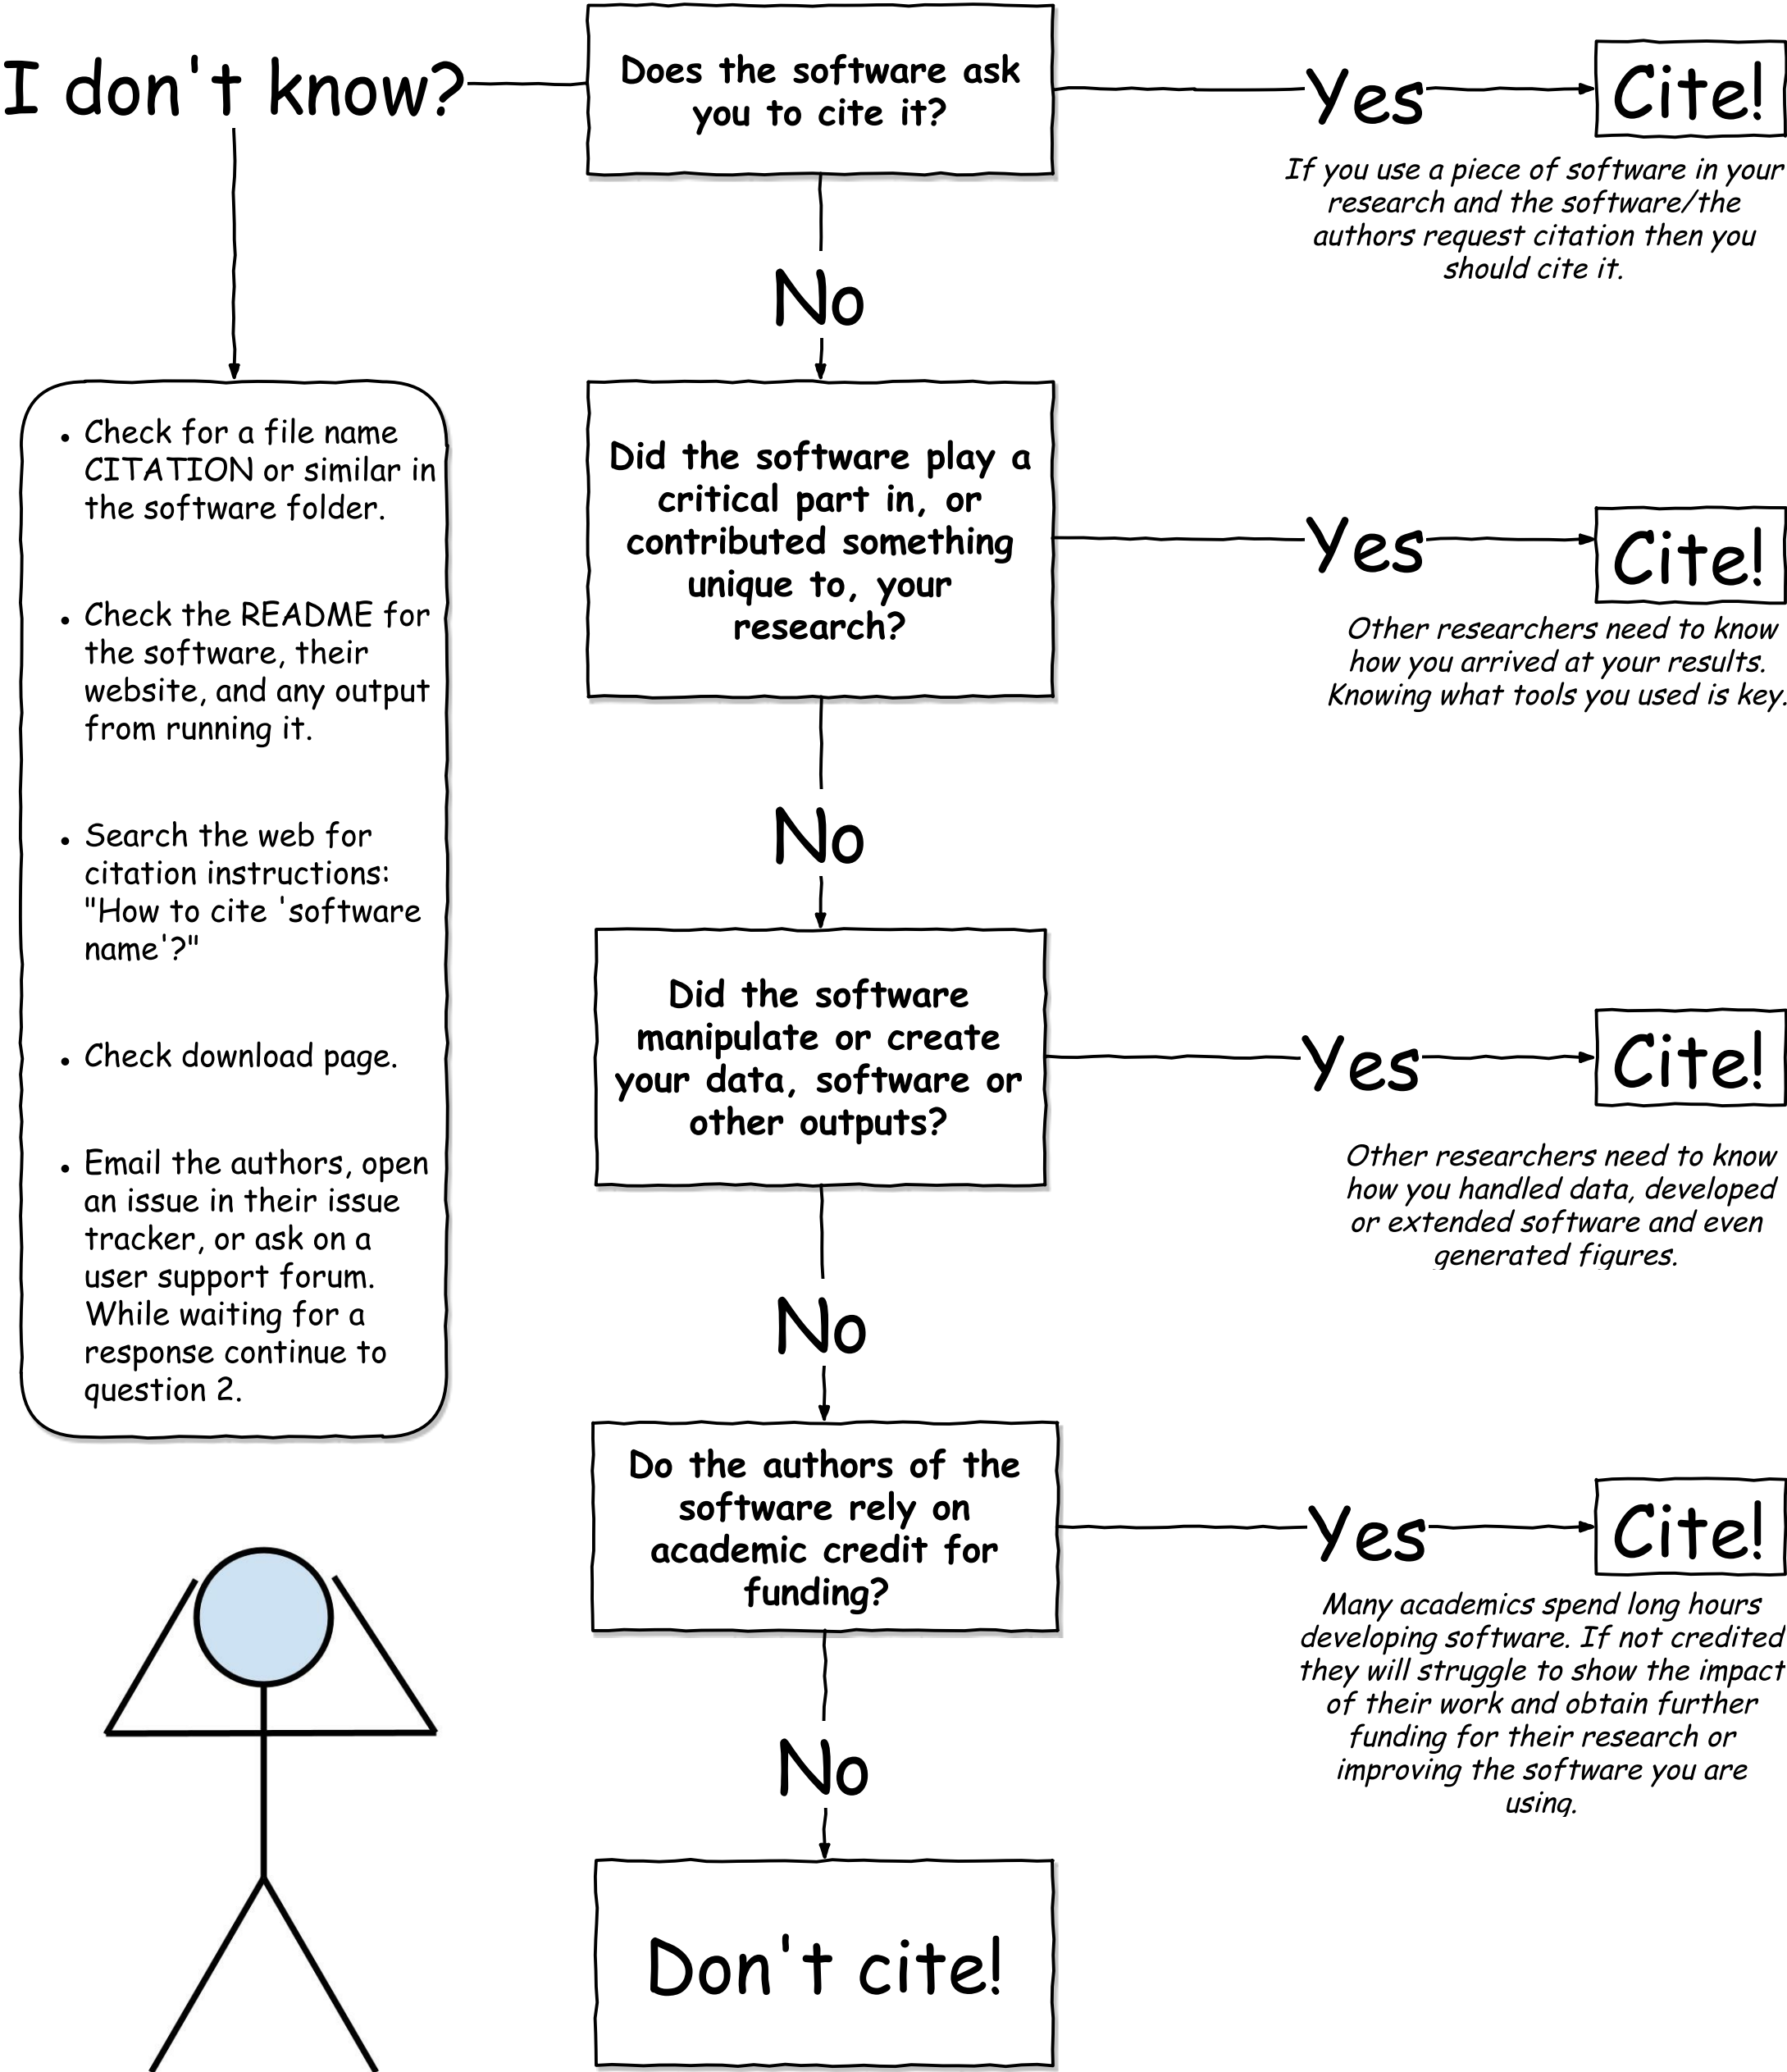 I don't know?
Does the software ask
you to cite it?
Yes
Cite!
If you use a piece of software in your
research and the software/the
authors request citation then you
should cite it.
No
• Check for a file name
CITATION or similar in
the software folder.
• Check the README for
the software, their
website, and any output
from running it.
• Search the web for
citation instructions:
"How to cite 'software
name'?"
• Check download page.
• Email the authors, open
an issue in their issue
tracker, or ask on a
user support forum.
While waiting for a
response continue to
question 2.
Did the software play a
critical part in, or
contributed something
unique to, your
research?
Yes
Cite!
Other researchers need to know
how you arrived at your results.
Knowing what tools you used is key.
No
Did the software
manipulate or create
your data, software or
other outputs?
Yes
Cite!
Other researchers need to know
how you handled data, developed
or extended software and even
generated figures.
No
Do the authors of the
software rely on
academic credit for
funding?
Yes
Cite!
Many academics spend long hours
developing software. If not credited
they will struggle to show the impact
of their work and obtain further
funding for their research or
improving the software you are
using.
No
Don't cite!